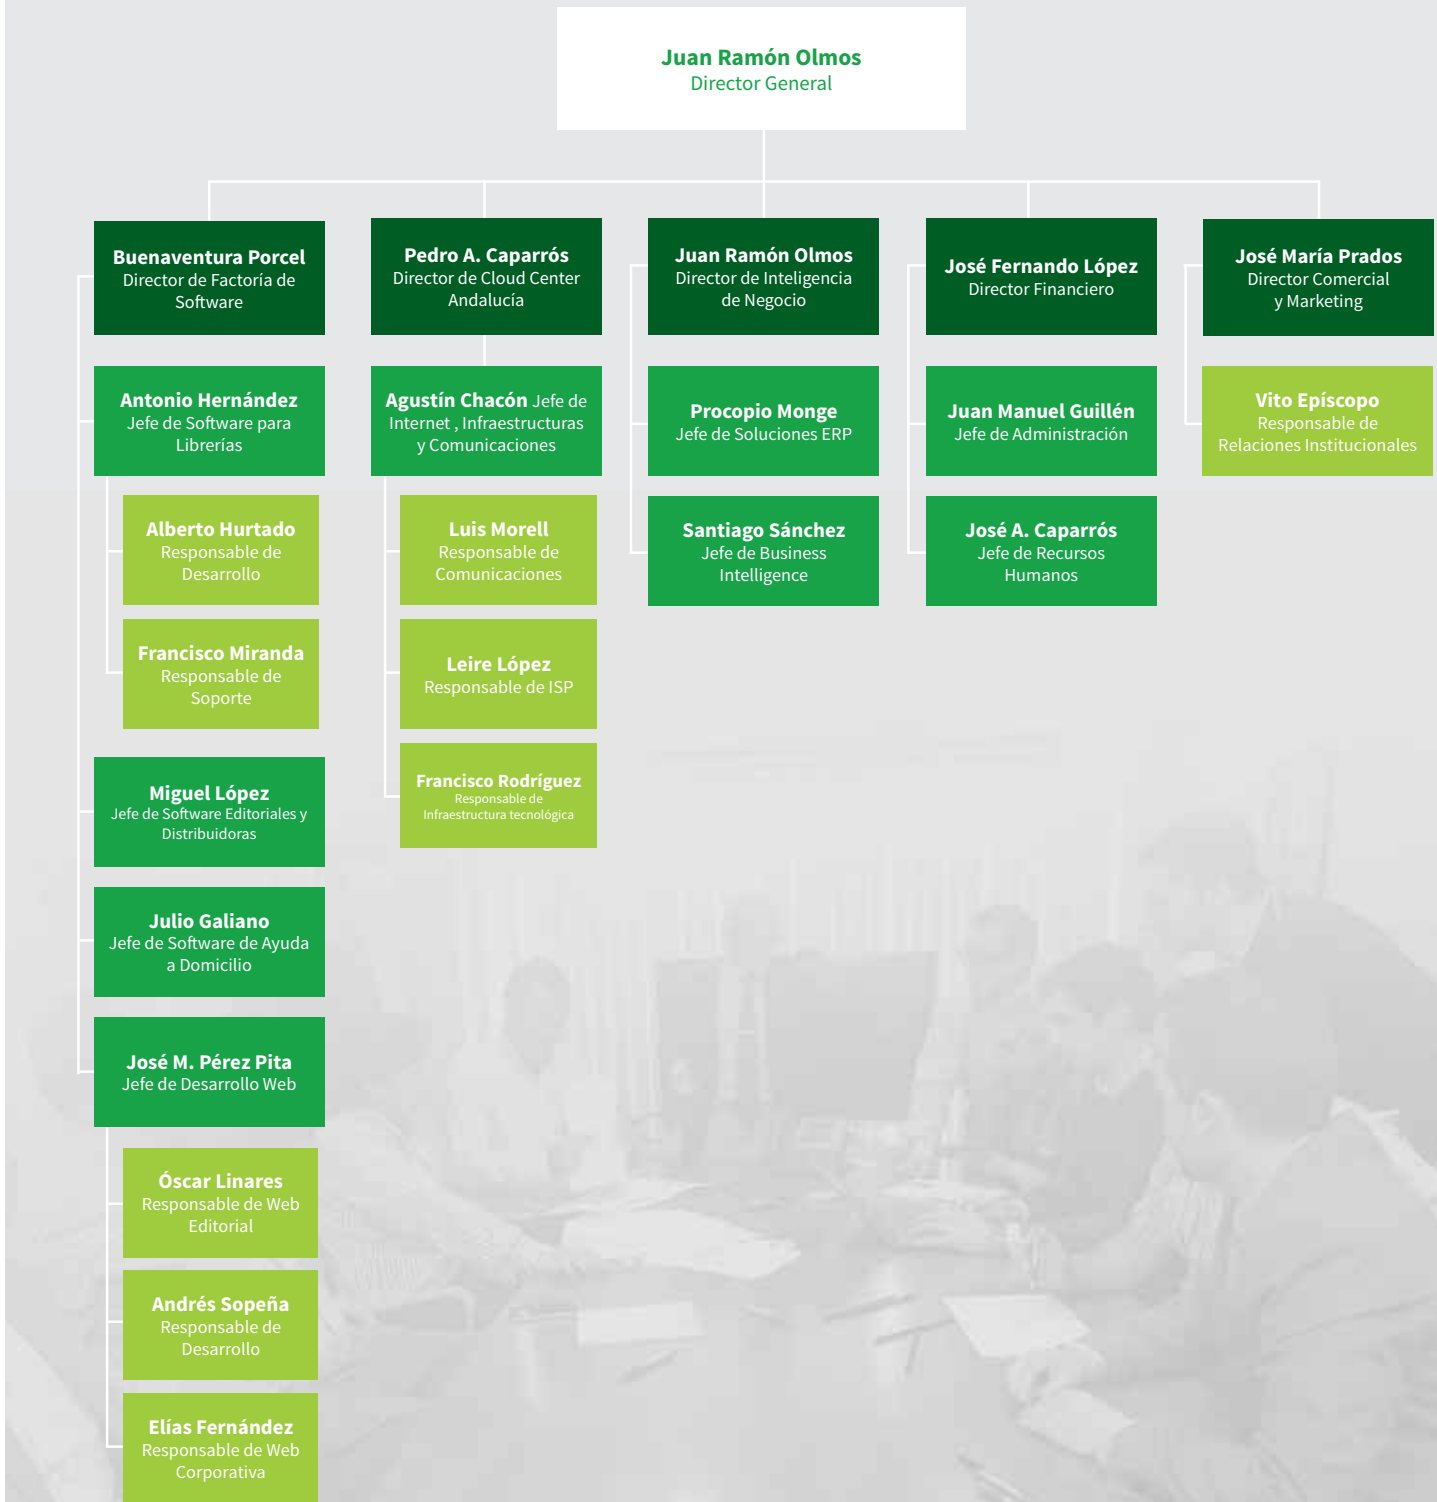 Juan Ramón Olmos
Director General
Buenaventura Porcel
Director de Factoría de
Software
Pedro A. Caparrós
Director de Cloud Center
Andalucía
Juan Ramón Olmos
Director de Inteligencia
de Negocio
José Fernando López
Director Financiero
José María Prados
Director Comercial
y Marketing
Antonio Hernández
Jefe de Software para
Librerías
Agustín Chacón Jefe de
Internet , Infraestructuras
y Comunicaciones
Procopio Monge
Jefe de Soluciones ERP
Juan Manuel Guillén
Jefe de Administración
Vito Epíscopo
Responsable de
Relaciones Institucionales
Alberto Hurtado
Responsable de
Desarrollo
Luis Morell
Responsable de
Comunicaciones
Santiago Sánchez
Jefe de Business
Intelligence
José A. Caparrós
Jefe de Recursos
Humanos
Francisco Miranda
Responsable de
Soporte
Leire López
Responsable de ISP
Miguel López
Jefe de Software Editoriales y
Distribuidoras
Francisco Rodríguez
Responsable de
Infraestructura tecnológica
Julio Galiano
Jefe de Software de Ayuda
a Domicilio
José M. Pérez Pita
Jefe de Desarrollo Web
Óscar Linares
Responsable de Web
Editorial
Andrés Sopeña
Responsable de
Desarrollo
Elías Fernández
Responsable de Web
Corporativa